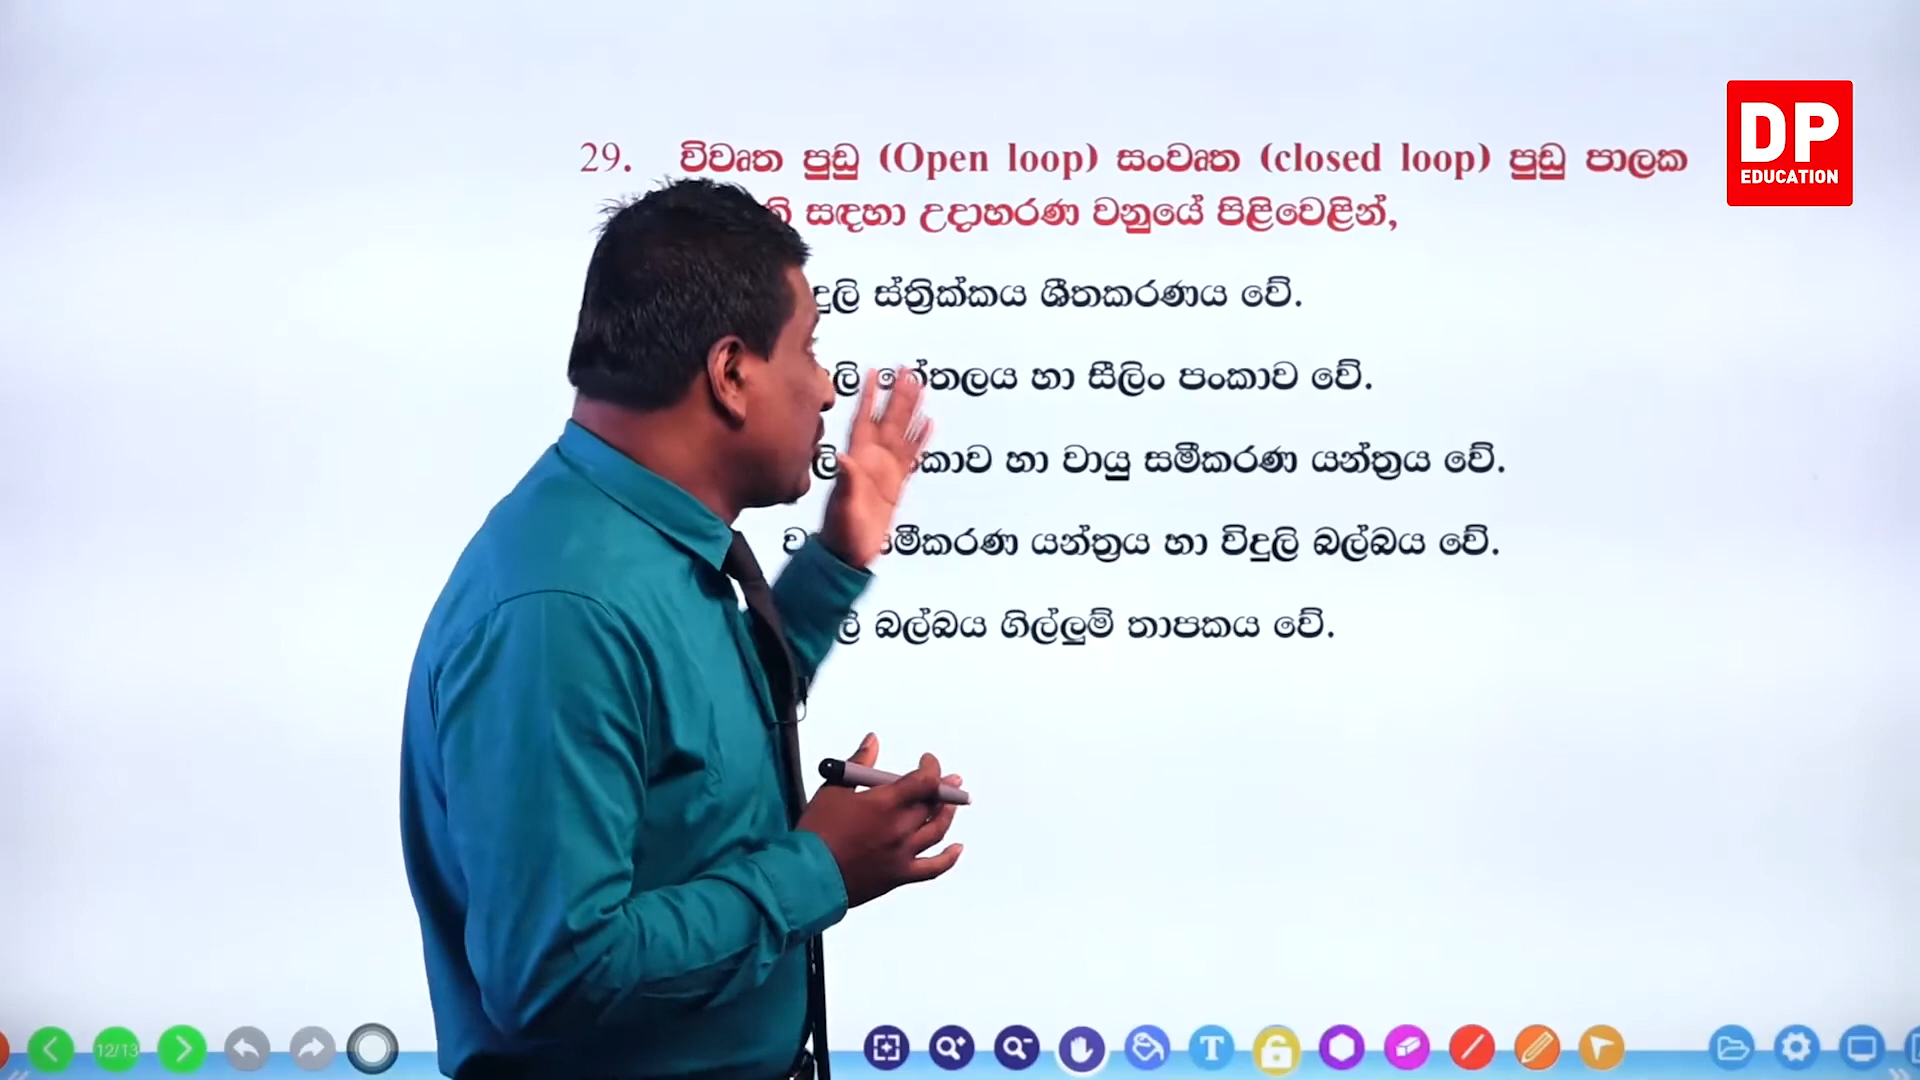 DP
EDUCATION
29. විවෘත පුඩු (Open loop) සංවෘත (closed loop) පුඩු පාලක
සඳහා උදාහරණ වනුයේ පිළිවෙළින්,
ස්ත්‍රික්කය ශීතකරණය වේ.
හා සීලිං පංකාව වේ.
හා වායු සමීකරණ යන්ත්‍රය වේ.
සමීකරණ යන්ත්‍රය හා විදුලි බල්බය වේ.
බල්බය ගිල්ලුම් තාපකය වේ.
12/13
T